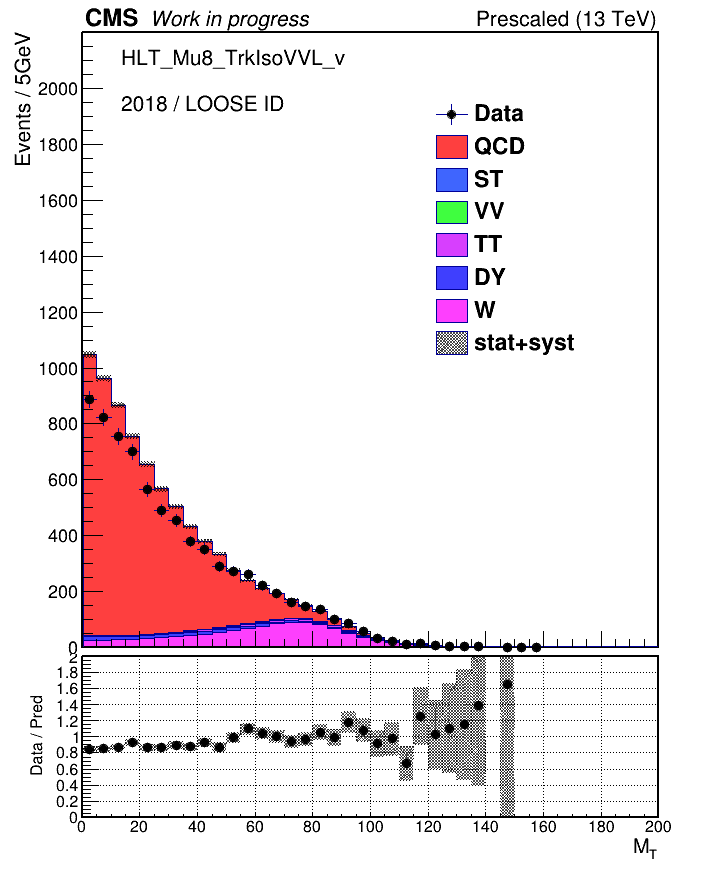 CMS Work in progress Prescaled (13 TeV)
HLT_Mu8_TrkIsoVVL_v
2018 / LOOSE ID
Events / 5GeV
2000
1800
1600
1400
1200
1000
800
600
400
200
0
Data
QCD
ST
VV
TT
DY
W
stat+syst
Data / Pred
2
1.8
1.6
1.4
1.2
1
0.8
0.6
0.4
0.2
0
0 20 40 60 80 100 120 140 160 180 200
M_T